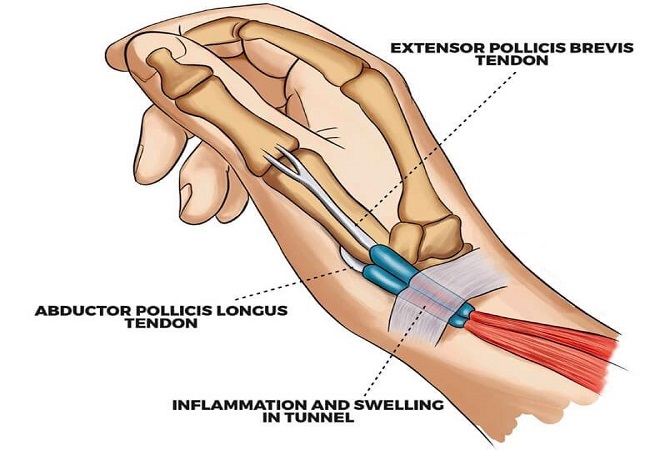 EXTENSOR POLLICIS BREVIS
TENDON
ABDUCTOR POLLICIS LONGUS
TENDON
INFLAMMATION AND SWELLING
IN TUNNEL